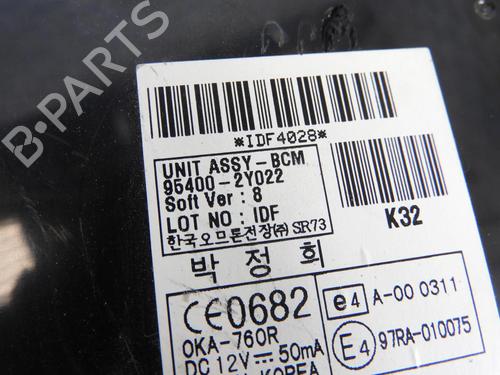 B-PARTS
*IDF4028*
UNIT ASSY-BCM
95400-2Y022
Soft Ver : 8
LOT NO : IDF
한국오므론전장(주) SR73
K32
박정희
CE0682
e4 A-00 0311
OKA-760R
E4 97RA-010075
DC 12V 50mA
KOREA